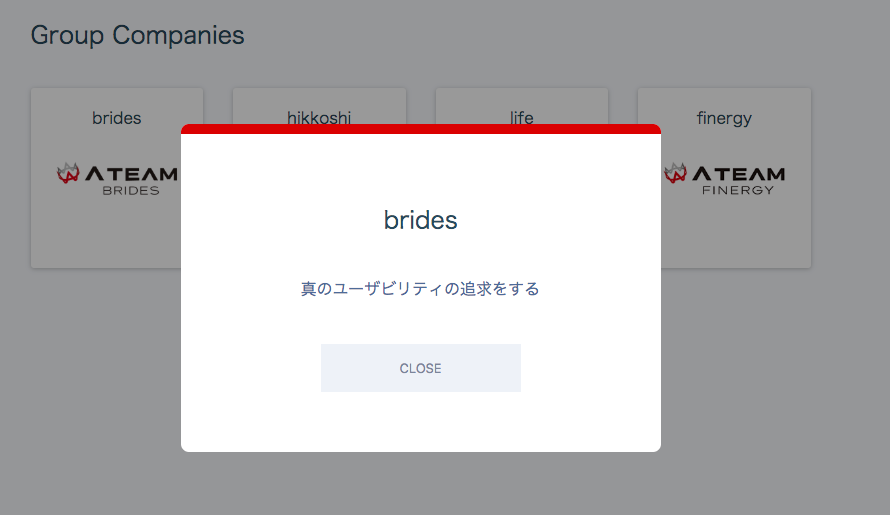 Group Companies
brides
hikkoshi
life
finergy
ATEAM
BRIDES
ATEAM
FINERGY
brides
真のユーザビリティの追求をする
CLOSE